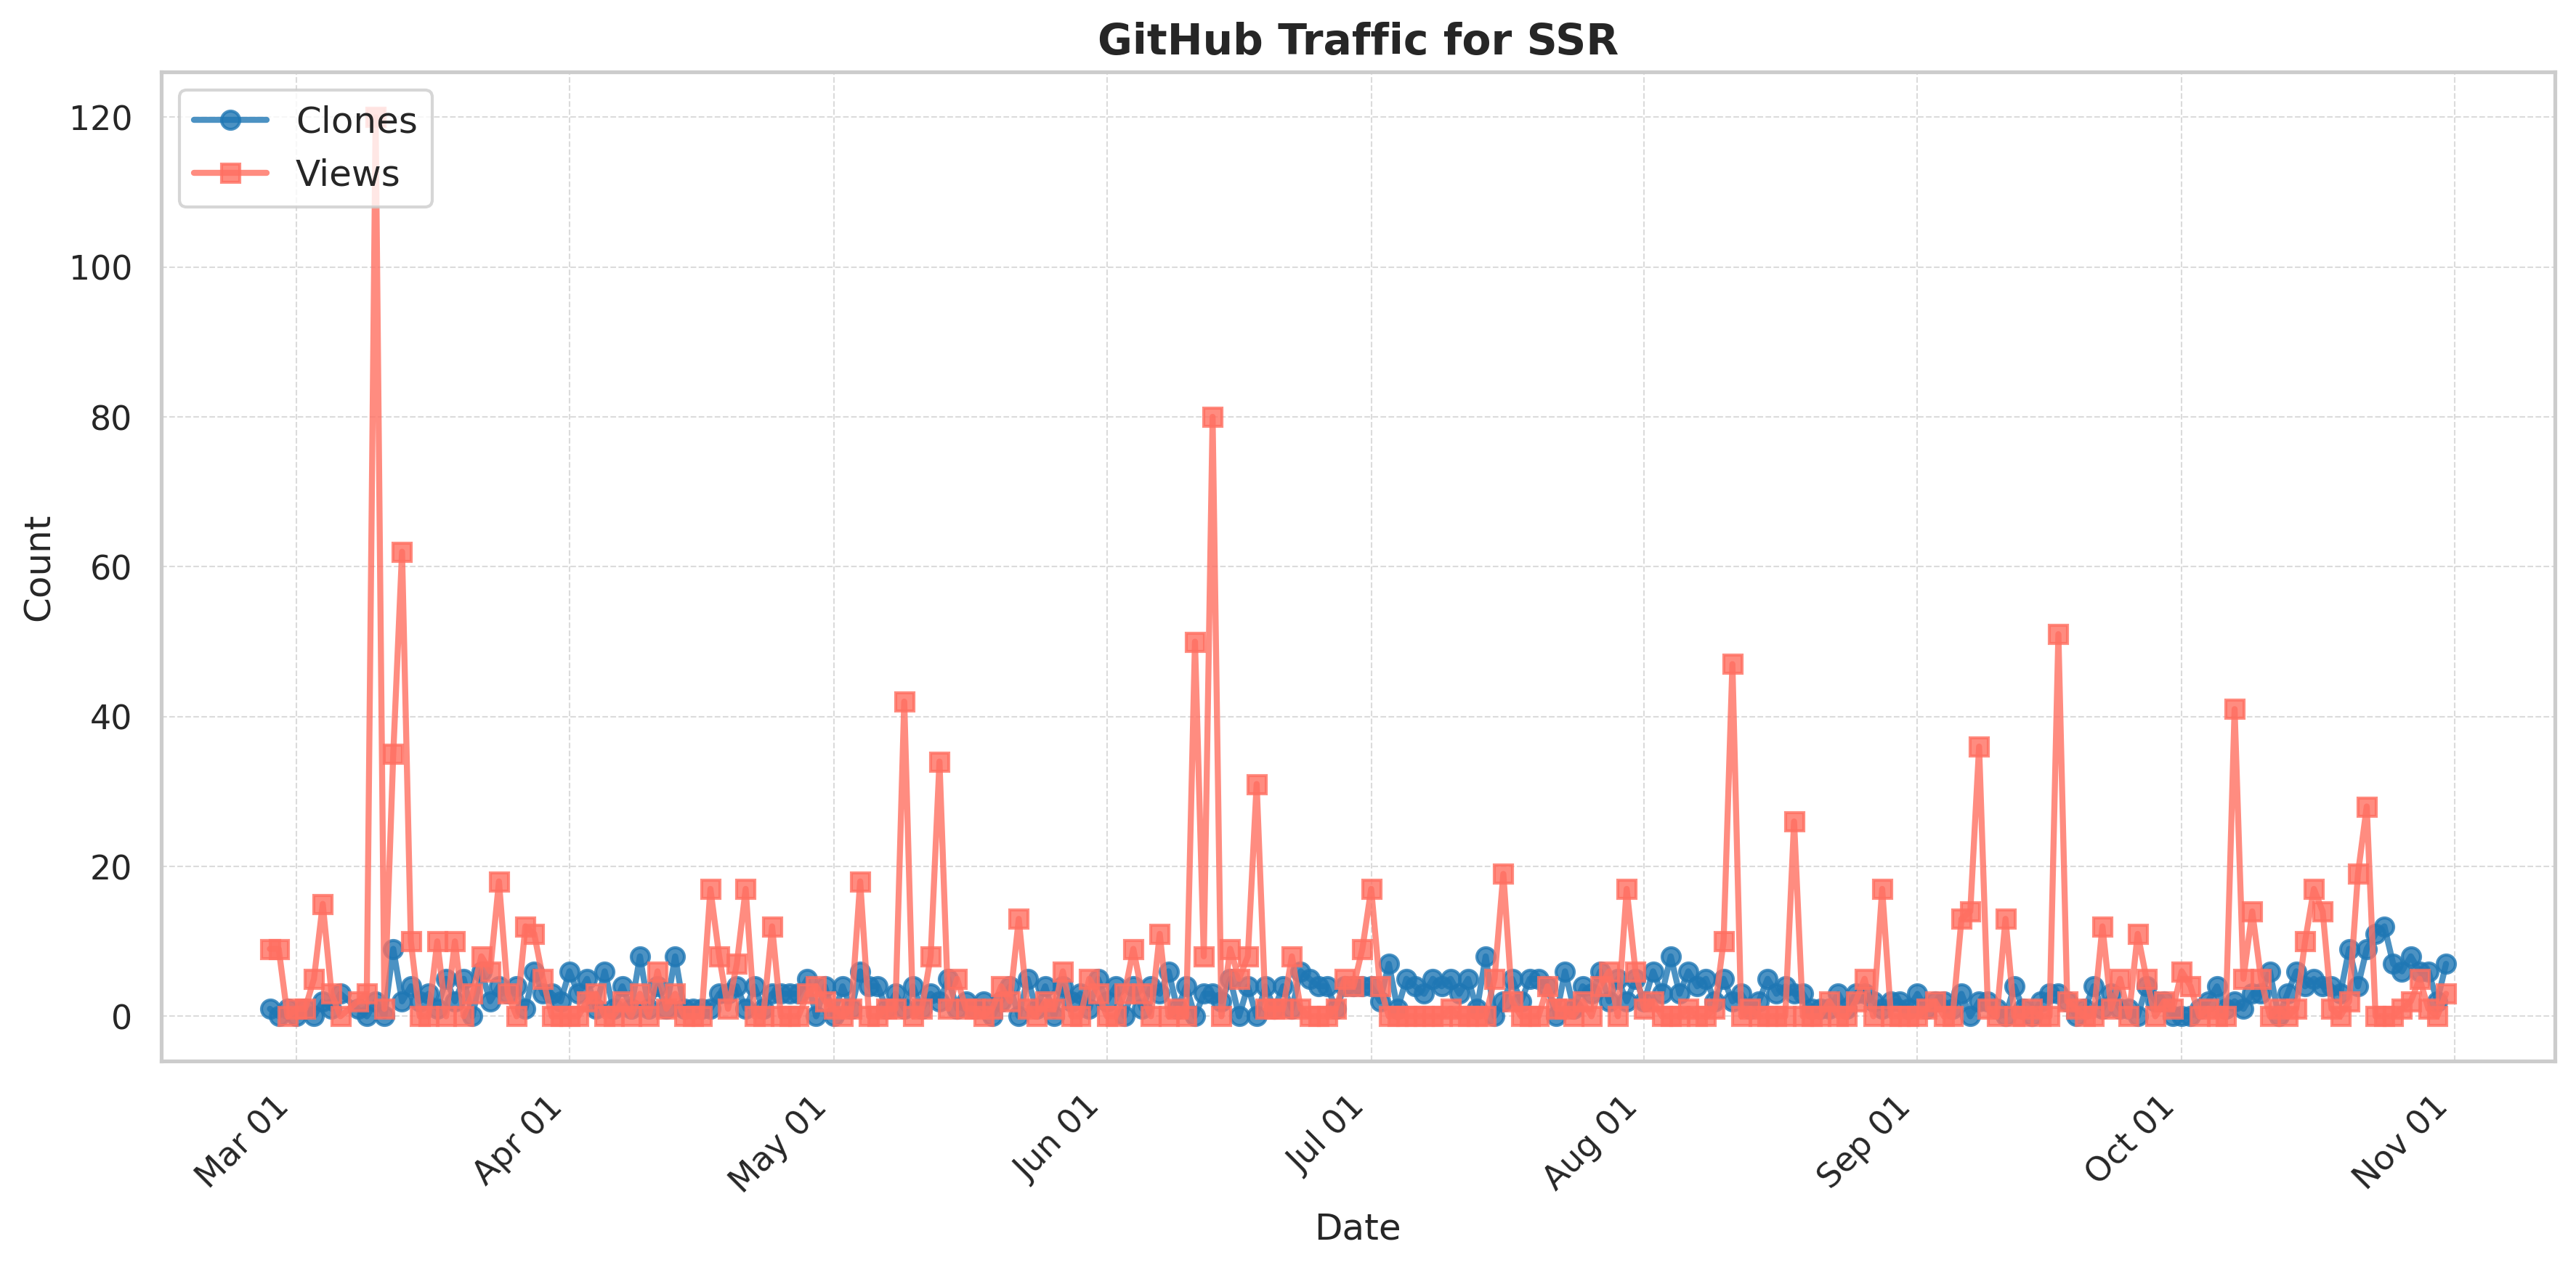 GitHub Traffic for SSR
Clones
Views
120
100
80
60
40
20
0
Count
Mar 01
Apr 01
May 01
Jun 01
Jul 01
Aug 01
Sep 01
Oct 01
Nov 01
Date